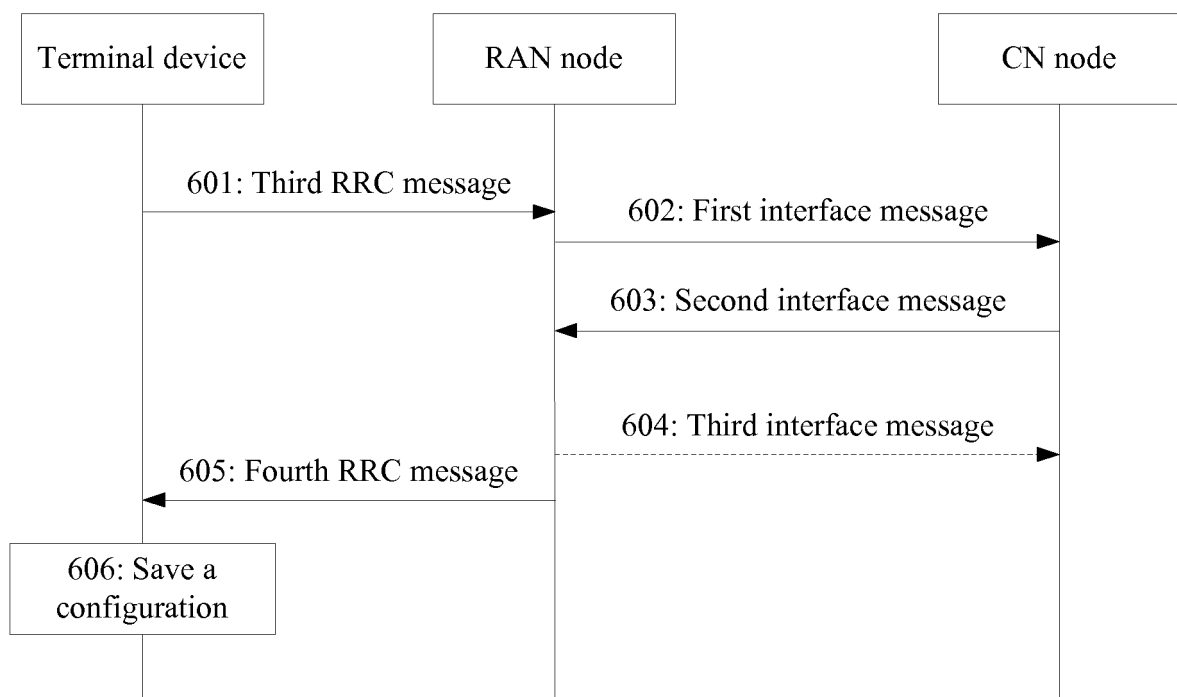 Terminal device
RAN node
CN node
601: Third RRC message
602: First interface message
603: Second interface message
604: Third interface message
605: Fourth RRC message
606: Save a
configuration